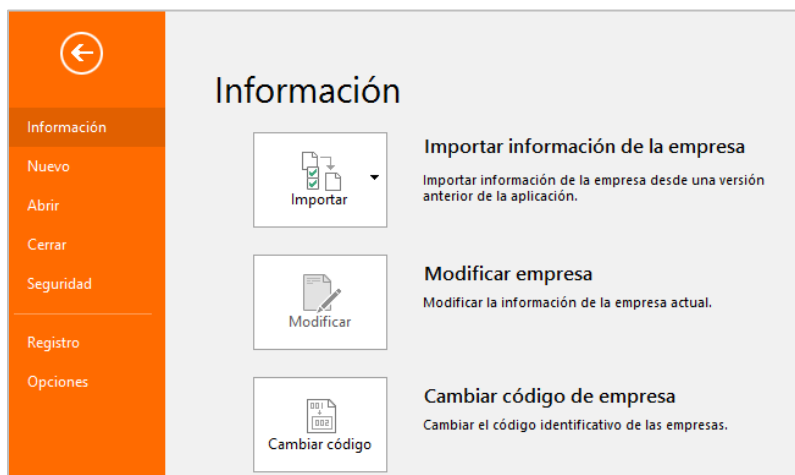 Información
Nuevo
Abrir
Cerrar
Seguridad
Registro
Opciones
Información
Importar
Importar información de la empresa
Importar información de la empresa desde una versión
anterior de la aplicación.
Modificar
Modificar empresa
Modificar la información de la empresa actual.
001
002
Cambiar código
Cambiar código de empresa
Cambiar el código identificativo de las empresas.